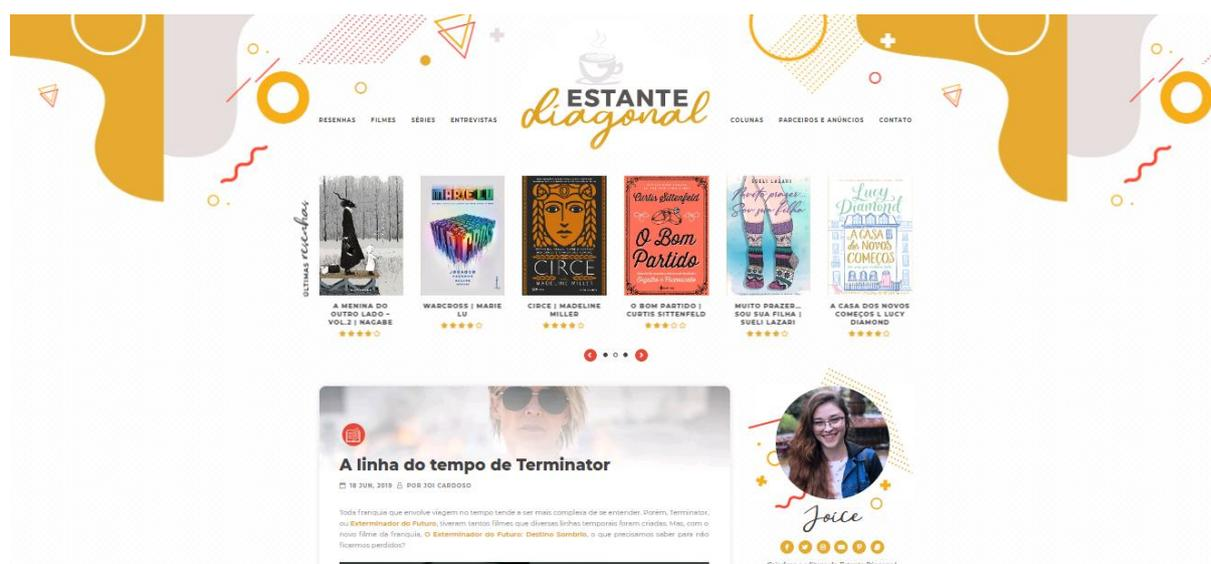 ESTANTE
diagonal
RESENHAS FILMES SÉRIES ENTREVISTAS
COLUNAS PARCEIROS E ANÚNCIOS CONTATO
ÚLTIMAS resenhas
MARIE LU
WARCROSS
CIRCE
MADELINE MILLER
Curtis Sittenfeld
O Bom
Partido
SUELI LAZARI
Muito prazer...
Sou sua filha
Lucy
Diamond
A CASA
de NOVOS
COMEÇOS
A MENINA DO
OUTRO LADO –
VOL.2 | NAGABE
WARCROSS | MARIE
LU
CIRCE | MADELINE
MILLER
O BOM PARTIDO |
CURTIS SITTENFELD
MUITO PRAZER...
SOU SUA FILHA |
SUELI LAZARI
A CASA DOS NOVOS
COMEÇOS L LUCY
DIAMOND
A linha do tempo de Terminator
18 JUN, 2019 POR JOI CARDOSO
Toda franquia que envolve viagem no tempo tende a ser mais complexa de se entender. Porém, Terminator,
ou Exterminador do Futuro, tiveram tantos filmes que diversas linhas temporais foram criadas. Mas, com o
novo filme da franquia, O Exterminador do Futuro: Destino Sombrio, o que precisamos saber para não
ficarmos perdidos?
Joice